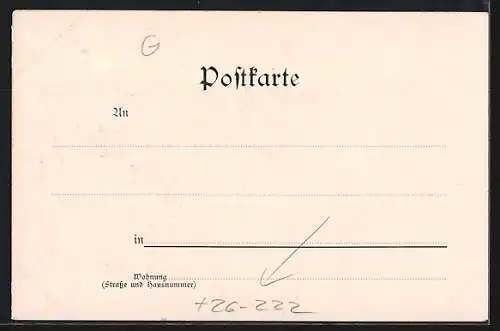 G
Postkarte
An
in
Wohnung
(Straße und Hausnummer)
+26-222